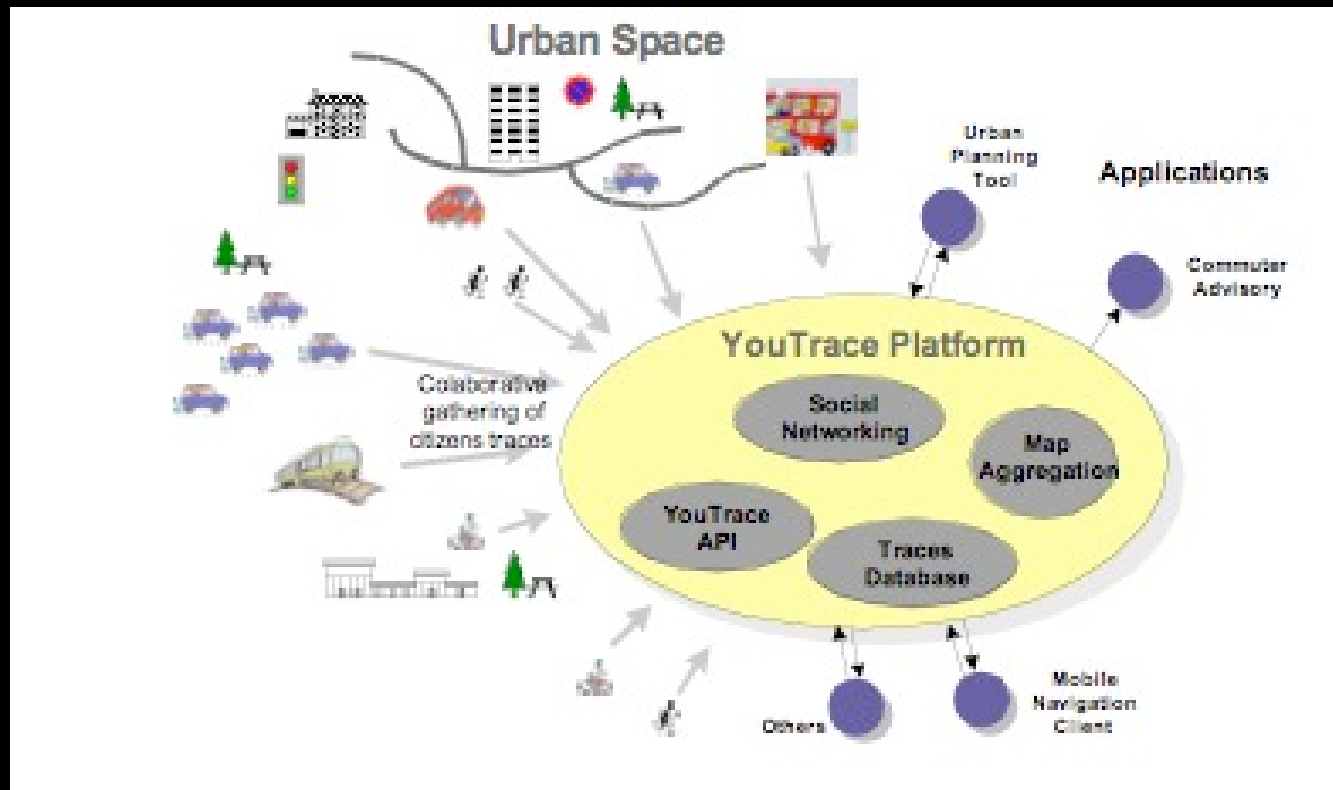 Urban Space
Urban
Planning
Tool
Applications
Commuter
Advisory
YouTrace Platform
Colaborative
gathering of
citizens traces
Social
Networking
Map
Aggregation
YouTrace
API
Traces
Database
Others
Mobile
Navigation
Client